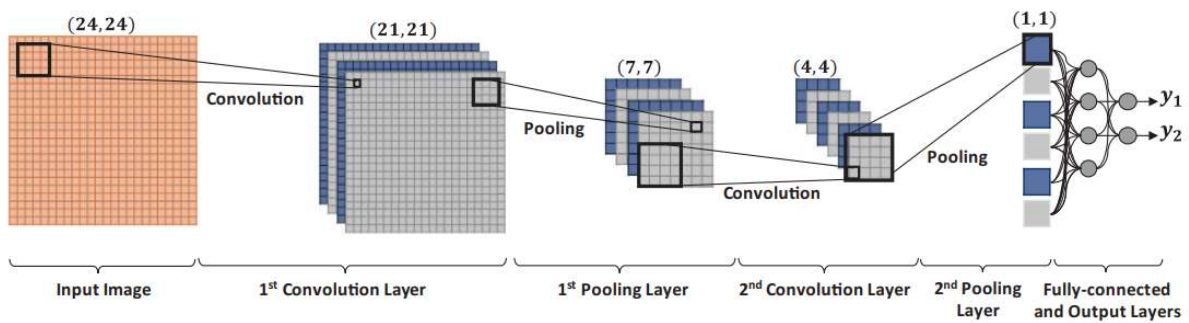 (24,24)
(21,21)
(7,7)
(4,4)
(1,1)
Convolution
Pooling
Convolution
Pooling
y₁
y₂
Input Image
1ˢᵗ Convolution Layer
1ˢᵗ Pooling Layer
2ⁿᵈ Convolution Layer
2ⁿᵈ Pooling
Layer
Fully-connected
and Output Layers